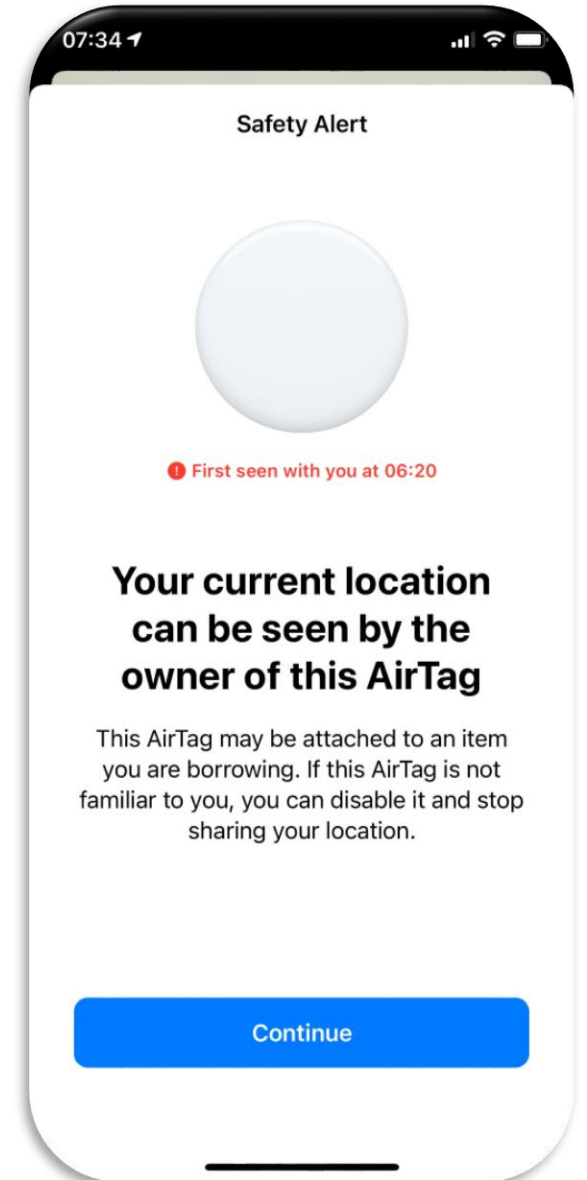 07:34
Safety Alert
First seen with you at 06:20
Your current location
can be seen by the
owner of this AirTag
This AirTag may be attached to an item
you are borrowing. If this AirTag is not
familiar to you, you can disable it and stop
sharing your location.
Continue